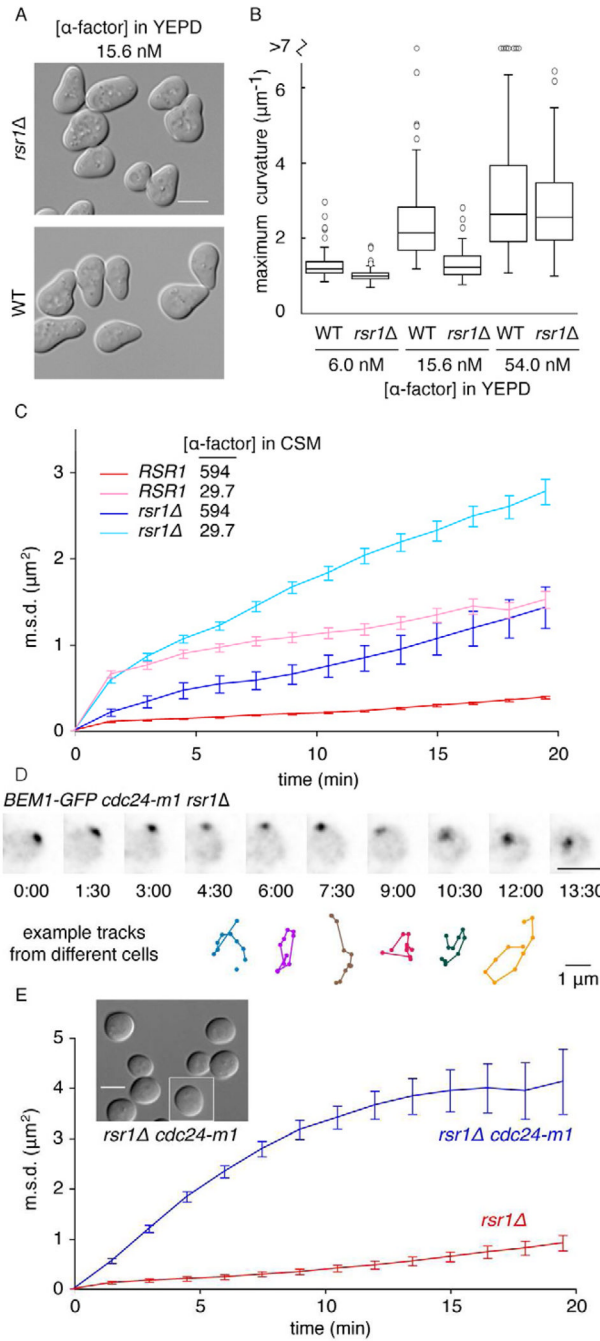 A
[α-factor] in YEPD
15.6 nM
rsr1Δ
WT
B
>7
6
4
2
0
maximum curvature (µm⁻¹)
WT rsr1Δ WT rsr1Δ WT rsr1Δ
6.0 nM 15.6 nM 54.0 nM
[α-factor] in YEPD
C
[α-factor] in CSM
RSR1 594
RSR1 29.7
rsr1Δ 594
rsr1Δ 29.7
3
2
1
0
m.s.d. (µm²)
0 5 10 15 20
time (min)
D
BEM1-GFP cdc24-m1 rsr1Δ
0:00 1:30 3:00 4:30 6:00 7:30 9:00 10:30 12:00 13:30
example tracks
from different cells
1 µm
E
5
4
3
2
1
0
m.s.d. (µm²)
rsr1Δ cdc24-m1
rsr1Δ cdc24-m1
rsr1Δ
0 5 10 15 20
time (min)